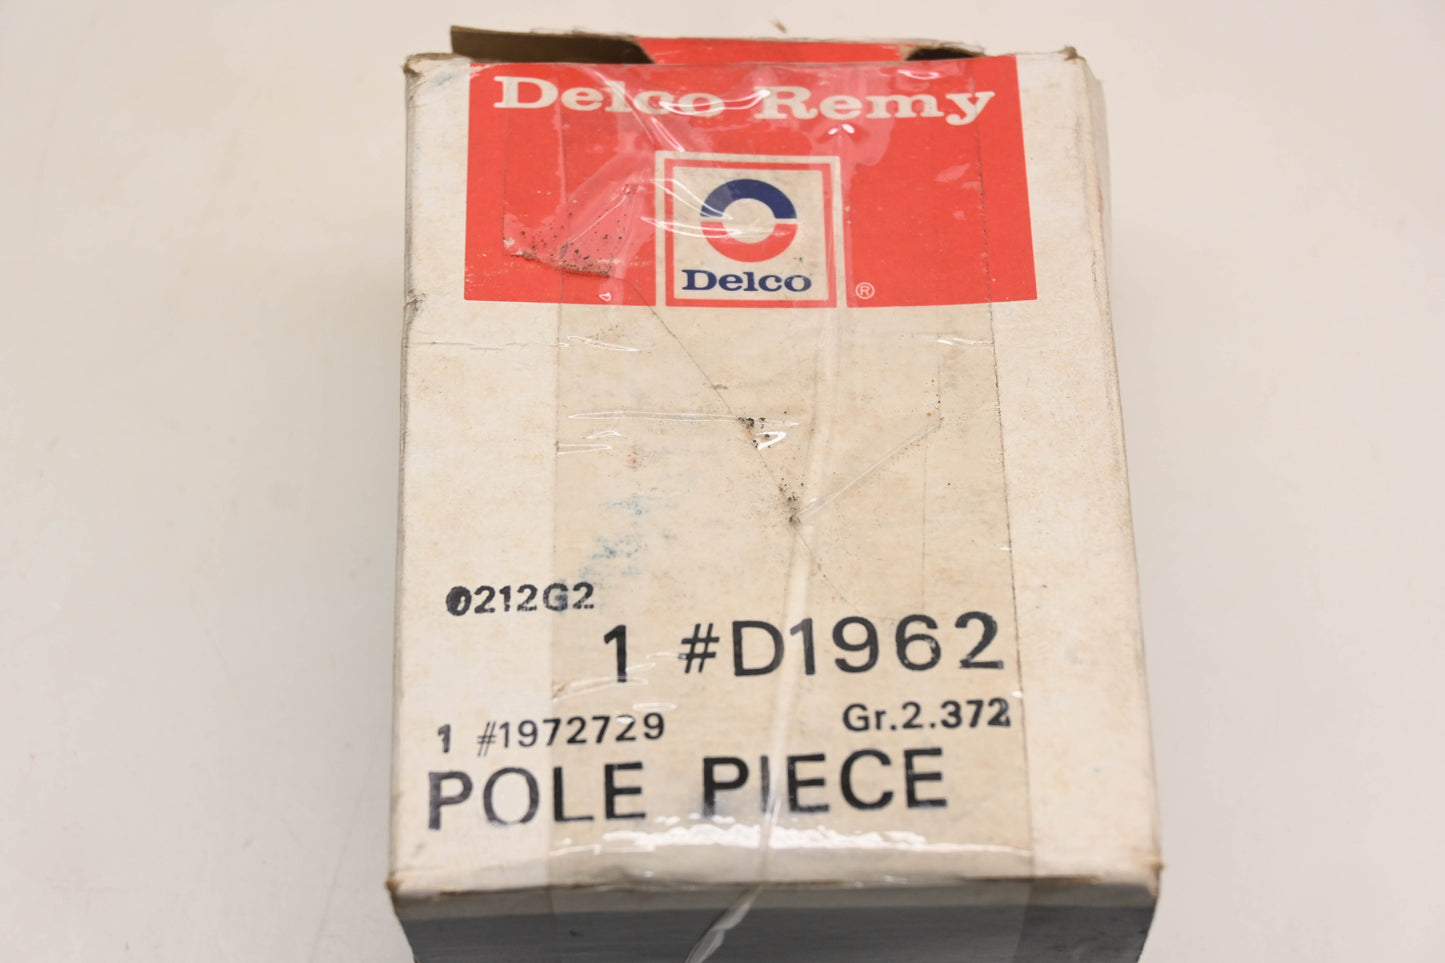 Delco Remy
Delco ®
0212G2
1 #D1962
1 #1972729 Gr.2.372
POLE PIECE